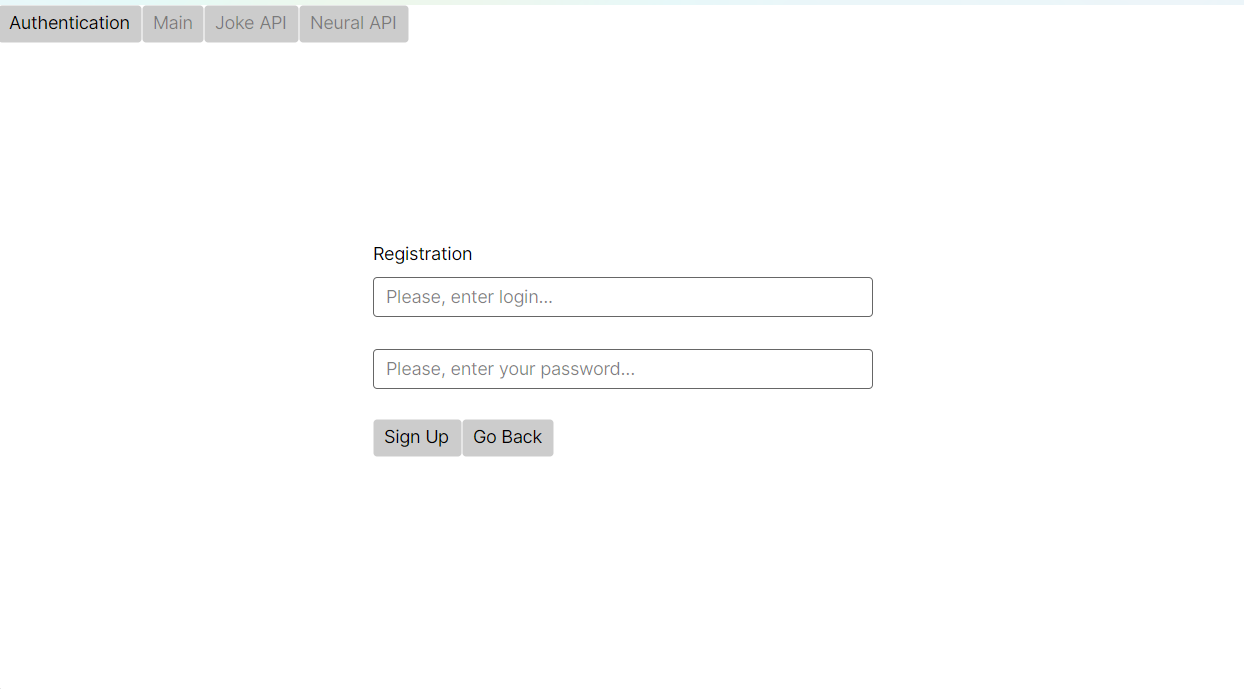 Authentication Main Joke API Neural API
Registration
Please, enter login...
Please, enter your password...
Sign Up Go Back